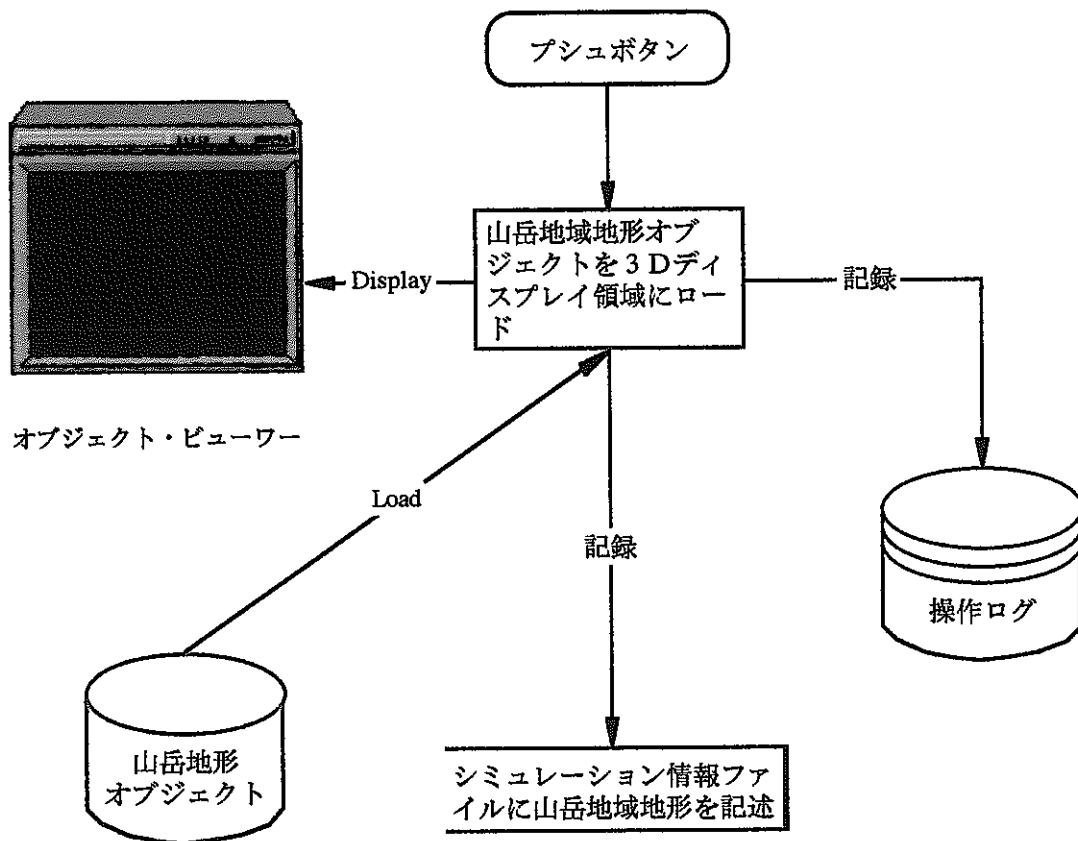 プシュボタン
山岳地域地形オブ
ジェクトを３Dディ
スプレイ領域にロー
ド
Display
記録
オブジェクト・ビューワー
Load
記録
操作ログ
山岳地形
オブジェクト
シミュレーション情報ファ
イルに山岳地域地形を記述